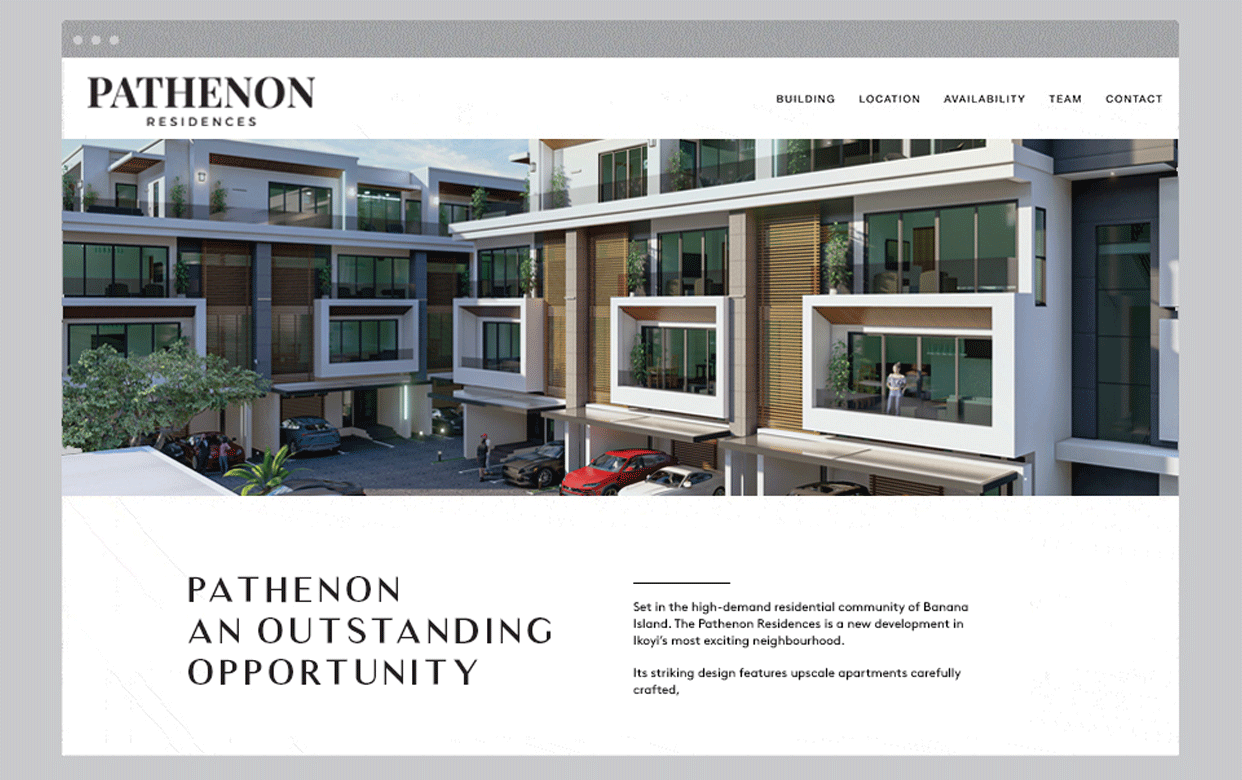 PATHENON
RESIDENCES
BUILDING LOCATION AVAILABILITY TEAM CONTACT
PATHENON
AN OUTSTANDING
OPPORTUNITY
Set in the high-demand residential community of Banana
Island. The Pathenon Residences is a new development in
Ikoyi's most exciting neighbourhood.
Its striking design features upscale apartments carefully
crafted,